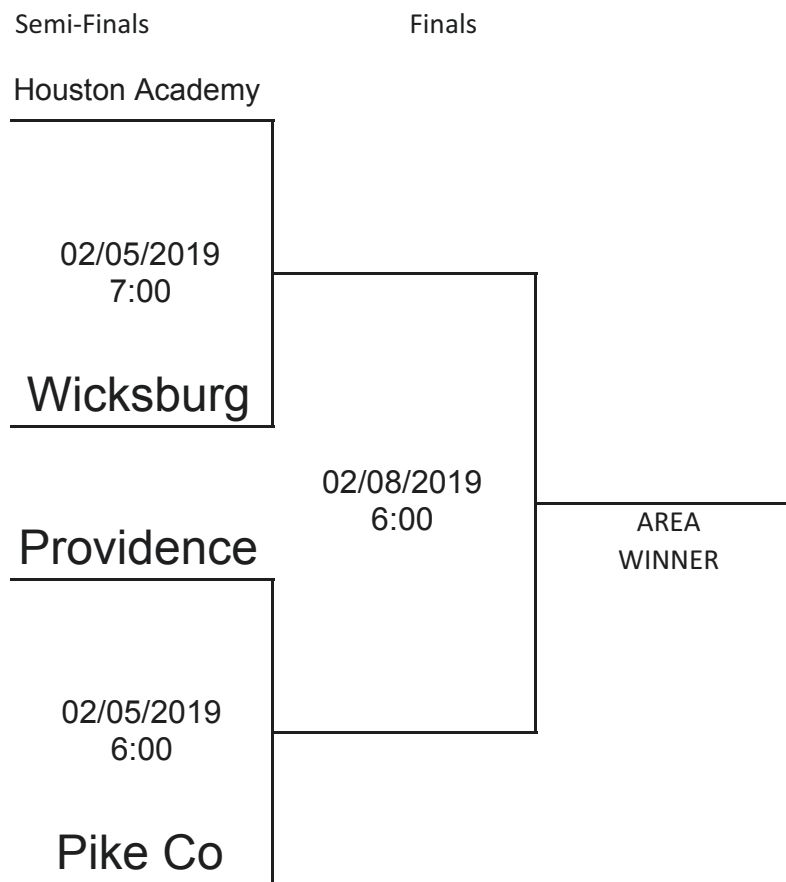 Semi-Finals
Finals
Houston Academy
02/05/2019
7:00
Wicksburg
02/08/2019
6:00
AREA
WINNER
Providence
02/05/2019
6:00
Pike Co